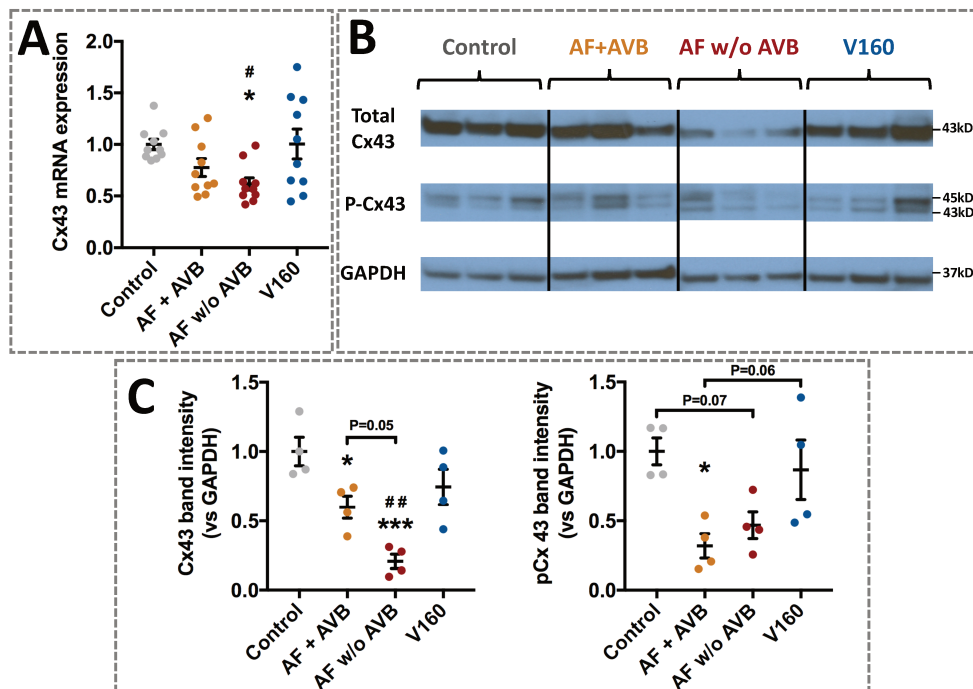 A
2.0
1.5
1.0
0.5
0.0
Cx43 mRNA expression
#
*
Control
AF + AVB
AF w/o AVB
V160
B
Control
AF+AVB
AF w/o AVB
V160
Total
Cx43
43kD
P-Cx43
45kD
43kD
GAPDH
37kD
C
1.5
1.0
0.5
0.0
Cx43 band intensity
(vs GAPDH)
P=0.05
*
##
***
Control
AF + AVB
AF w/o AVB
V160
1.5
1.0
0.5
0.0
pCx 43 band intensity
(vs GAPDH)
P=0.06
P=0.07
*
Control
AF + AVB
AF w/o AVB
V160